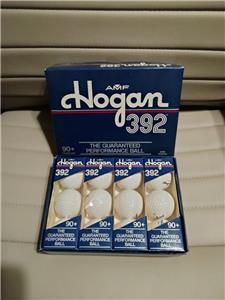 AMF
Hogan
392
90+
THE GUARANTEED
PERFORMANCE BALL
Hogan Hogan Hogan Hogan
392 392 392 392
90+ 90+ 90+ 90+
THE GUARANTEED PERFORMANCE BALL
THE GUARANTEED PERFORMANCE BALL
THE GUARANTEED PERFORMANCE BALL
THE GUARANTEED PERFORMANCE BALL